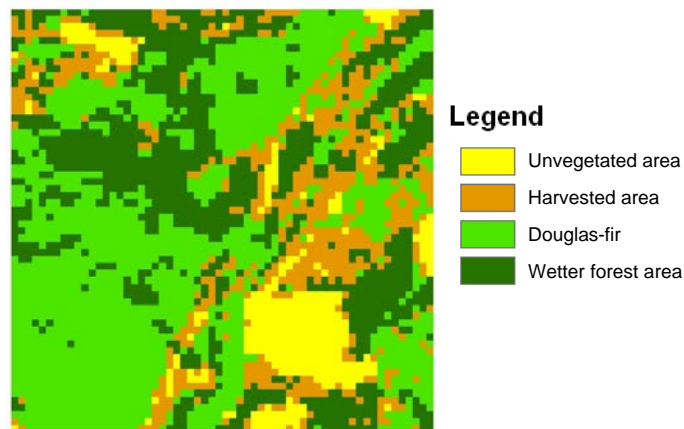 Legend
Unvegetated area
Harvested area
Douglas-fir
Wetter forest area